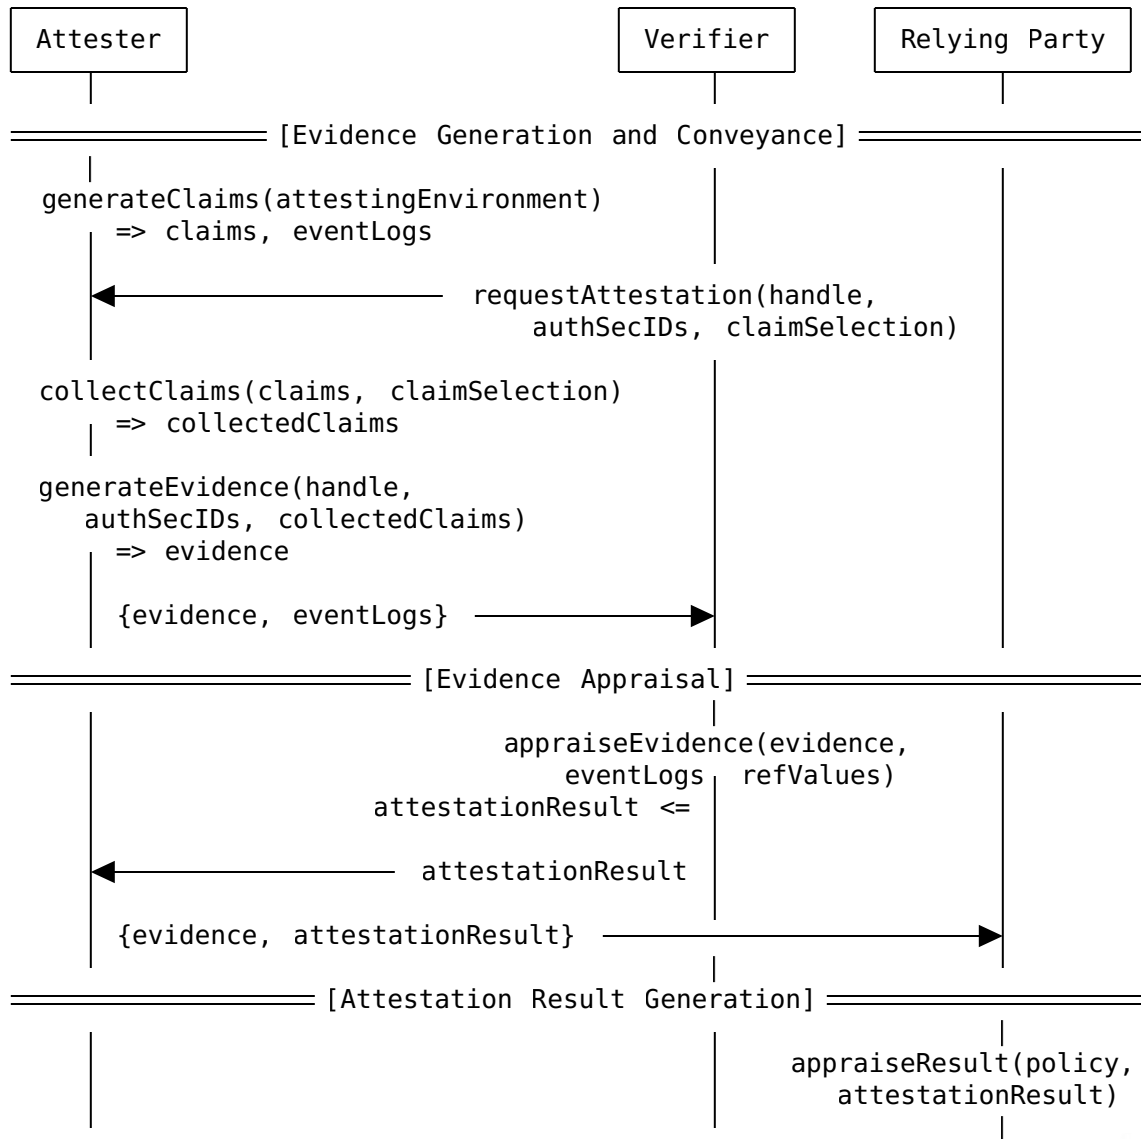 Attester
Verifier
Relying Party
[Evidence Generation and Conveyance]
generateClaims(attestingEnvironment)
=> claims, eventLogs
requestAttestation(handle,
authSecIDs, claimSelection)
collectClaims(claims, claimSelection)
=> collectedClaims
generateEvidence(handle,
authSecIDs, collectedClaims)
=> evidence
{evidence, eventLogs}
[Evidence Appraisal]
appraiseEvidence(evidence,
eventLogs refValues)
attestationResult <=
attestationResult
{evidence, attestationResult}
[Attestation Result Generation]
appraiseResult(policy,
attestationResult)